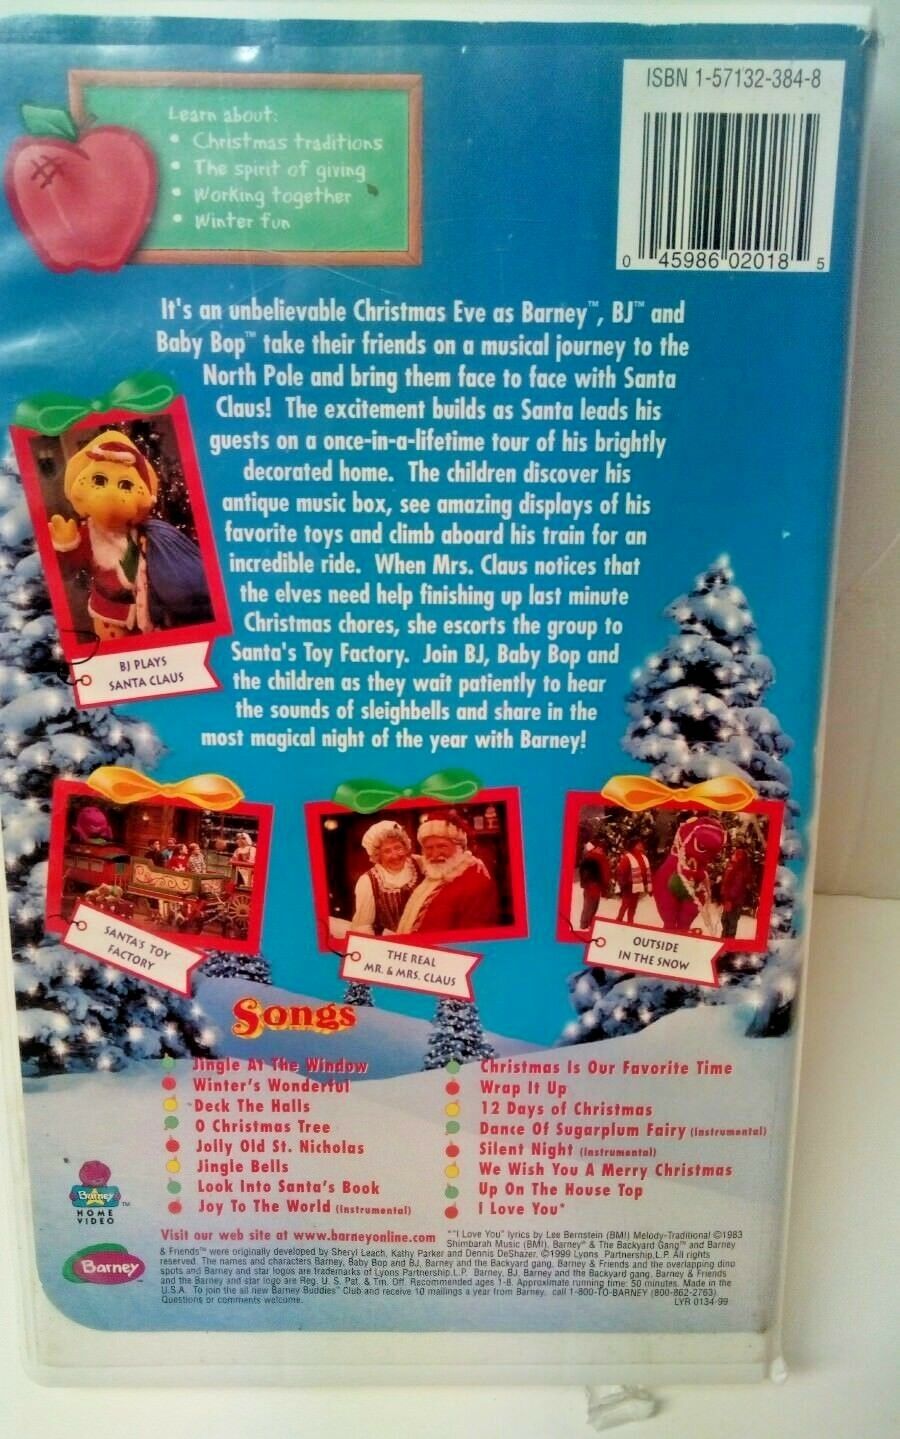 Learn about:
• Christmas traditions
• The spirit of giving
• Working together
• Winter fun
ISBN 1-57132-384-8
0 45986 02018 5
It's an unbelievable Christmas Eve as Barney™, BJ™ and
Baby Bop™ take their friends on a musical journey to the
North Pole and bring them face to face with Santa
Claus! The excitement builds as Santa leads his
guests on a once-in-a-lifetime tour of his brightly
decorated home. The children discover his
antique music box, see amazing displays of his
favorite toys and climb aboard his train for an
incredible ride. When Mrs. Claus notices that
the elves need help finishing up last minute
Christmas chores, she escorts the group to
Santa's Toy Factory. Join BJ, Baby Bop and
the children as they wait patiently to hear
the sounds of sleighbells and share in the
most magical night of the year with Barney!
BJ PLAYS
SANTA CLAUS
SANTA'S TOY
FACTORY
THE REAL
MR. & MRS. CLAUS
OUTSIDE
IN THE SNOW
Songs
Jingle At The Window
Winter's Wonderful
Deck The Halls
O Christmas Tree
Jolly Old St. Nicholas
Jingle Bells
Look Into Santa's Book
Joy To The World (Instrumental)
Christmas Is Our Favorite Time
Wrap It Up
12 Days of Christmas
Dance Of Sugarplum Fairy (Instrumental)
Silent Night (Instrumental)
We Wish You A Merry Christmas
Up On The House Top
I Love You*
Barney
HOME
VIDEO
™
Barney
Visit our web site at www.barneyonline.com
*"I Love You" lyrics by Lee Bernstein (BMI) Melody-Traditional ©1983
Shimbarah Music (BMI). Barney® & The Backyard Gang™ and Barney
& Friends™ were originally developed by Sheryl Leach, Kathy Parker and Dennis DeShazer. ©1999 Lyons Partnership, L.P. All rights
reserved. The names and characters Barney, Baby Bop and BJ, Barney and the Backyard gang, Barney & Friends and the overlapping dino
spots and Barney and star logos are trademarks of Lyons Partnership, L.P. Barney, BJ, Barney and the Backyard gang, Barney & Friends
and the Barney and star logo are Reg. U. S. Pat. & Tm. Off. Recommended ages 1-8. Approximate running time: 50 minutes. Made in the
U.S.A. To join the all new Barney Buddies™ Club and receive 10 mailings a year from Barney, call 1-800-TO-BARNEY (800-862-2763).
Questions or comments welcome.
LYR 0134-99